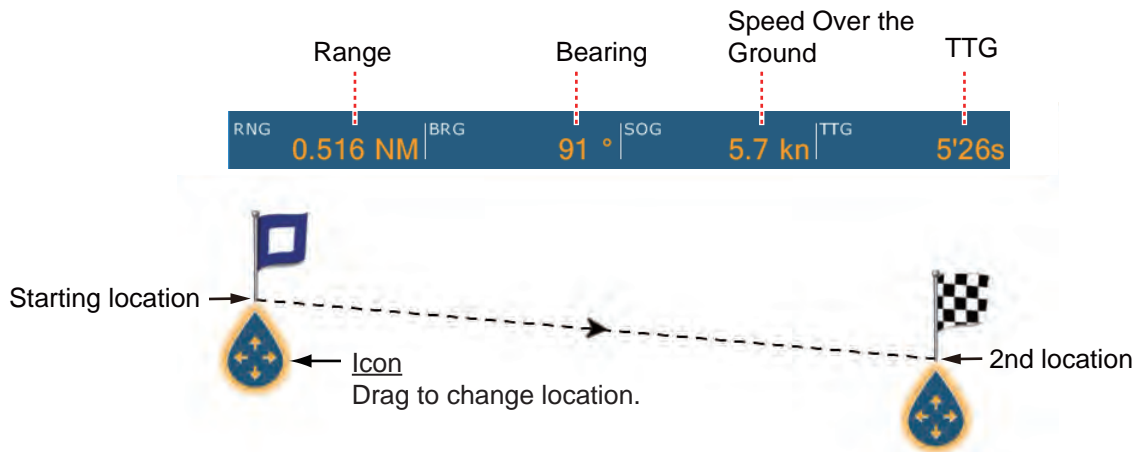 Range
Bearing
Speed Over the
Ground
TTG
RNG
0.516 NM
BRG
91 °
SOG
5.7 kn
TTG
5'26s
Starting location
Icon
Drag to change location.
2nd location